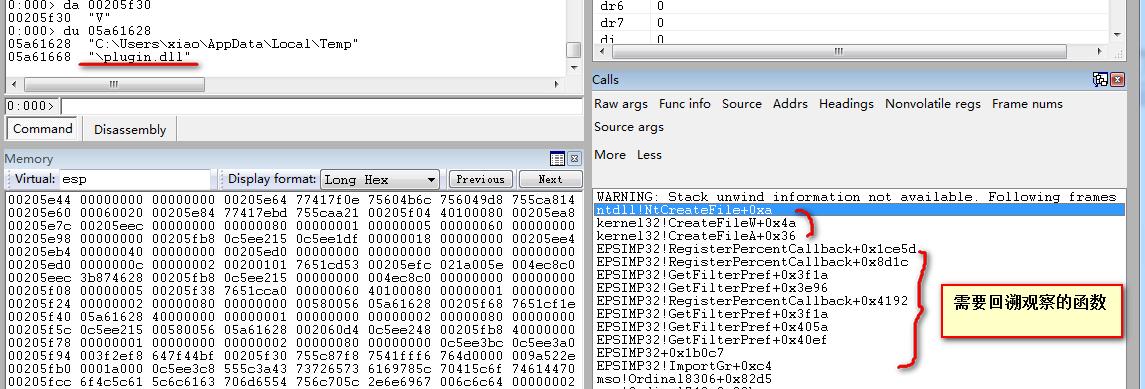 0:000> da 00205f30
00205f30 "V"
0:000> du 05a61628
05a61628 "C:\Users\xiao\AppData\Local\Temp"
05a61668 "\plugin.dll"
0:000>
Command Disassembly
Memory
Virtual: esp Display format: Long Hex Previous Next
00205e44 00000000 00000000 00205e64 77417f0e 75604b6c 756049d8 755ca814
00205e60 00060020 00205e84 77417ebd 755caa21 00205f04 40100080 00205ea8
00205e7c 00205eec 00000000 00000080 00000001 00000005 00000060 00000000
00205e98 00000000 00205fb8 0c5ee215 0c5ee1df 00000000 00000018 00205ee4
00205eb4 00000040 00000000 00000000 00205ed0 00000000 00000000 00000000
00205ed0 0000000c 00000002 00200101 7651cd53 00205efc 021a005e 04ec8c0
00205eec 3b874628 00205fb8 0c5ee215 00000000 04ec8c0 00000000 00000000
00205f08 00000005 00205f38 7651cca0 00000060 40100080 00000001 00000000
00205f24 00000002 00000080 00000000 00580056 05a61628 00205f68 7651cf1e
00205f40 05a61628 40000000 00000001 00000000 00000002 00000080 00000000
00205f5c 0c5ee215 00580056 05a61628 002060d4 0c5ee248 00205fb8 40000000
00205f78 00000001 00000000 00000002 00000080 00000000 0c5ee3bc 0c5ee3a0
00205f94 003f2ef8 647f44bf 00205f30 755c87f8 7541fff6 764d0000 009a522e
00205fb0 0001a000 0c5ee3c8 555c3a43 73726573 6169785c 70415c6f 74614470
00205fcc 6f4c5c61 5c6c6163 706d6554 756c705c 2e6e6967 006c6c64 00000002
dr6 0
dr7 0
di
Calls
Raw args Func info Source Addrs Headings Nonvolatile regs Frame nums
Source args
More Less
WARNING: Stack unwind information not available. Following frames
ntdll!NtCreateFile+0xa
kernel32!CreateFileW+0x4a
kernel32!CreateFileA+0x36
EPSIMP32!RegisterPercentCallback+0x1ce5d
EPSIMP32!RegisterPercentCallback+0x8d1c
EPSIMP32!GetFilterPref+0x3f1a
EPSIMP32!GetFilterPref+0x3e96
EPSIMP32!RegisterPercentCallback+0x4192
EPSIMP32!GetFilterPref+0x3f1a
EPSIMP32!GetFilterPref+0x405a
EPSIMP32!GetFilterPref+0x40ef
EPSIMP32+0x1b0c7
EPSIMP32!ImportGr+0xc4
mso!Ordinal8306+0x82d5
需要回溯观察的函数